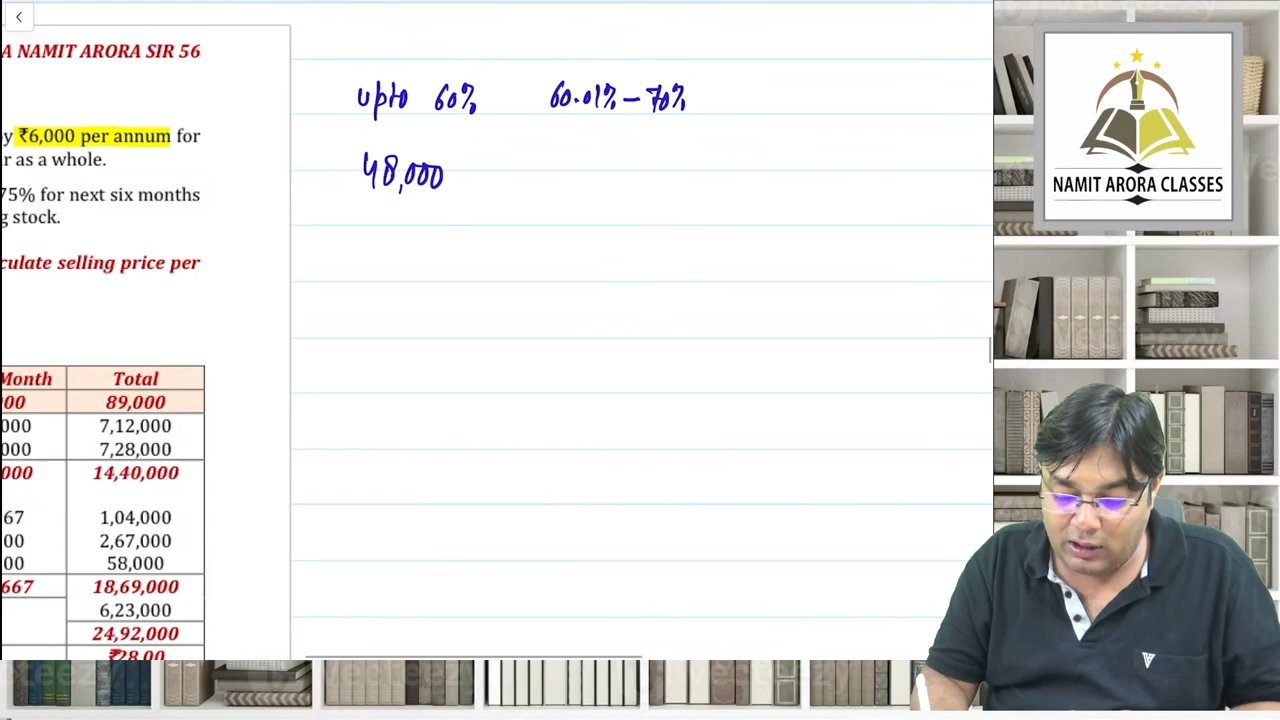 A NAMIT ARORA SIR 56
₹6,000 per annum for
r as a whole.
75% for next six months
g stock.
culate selling price per
Month Total
00 89,000
000 7,12,000
000 7,28,000
000 14,40,000
67 1,04,000
00 2,67,000
00 58,000
667 18,69,000
6,23,000
24,92,000
₹28.00
upto 60% 60.01% – 70%
48,000
NAMIT ARORA CLASSES